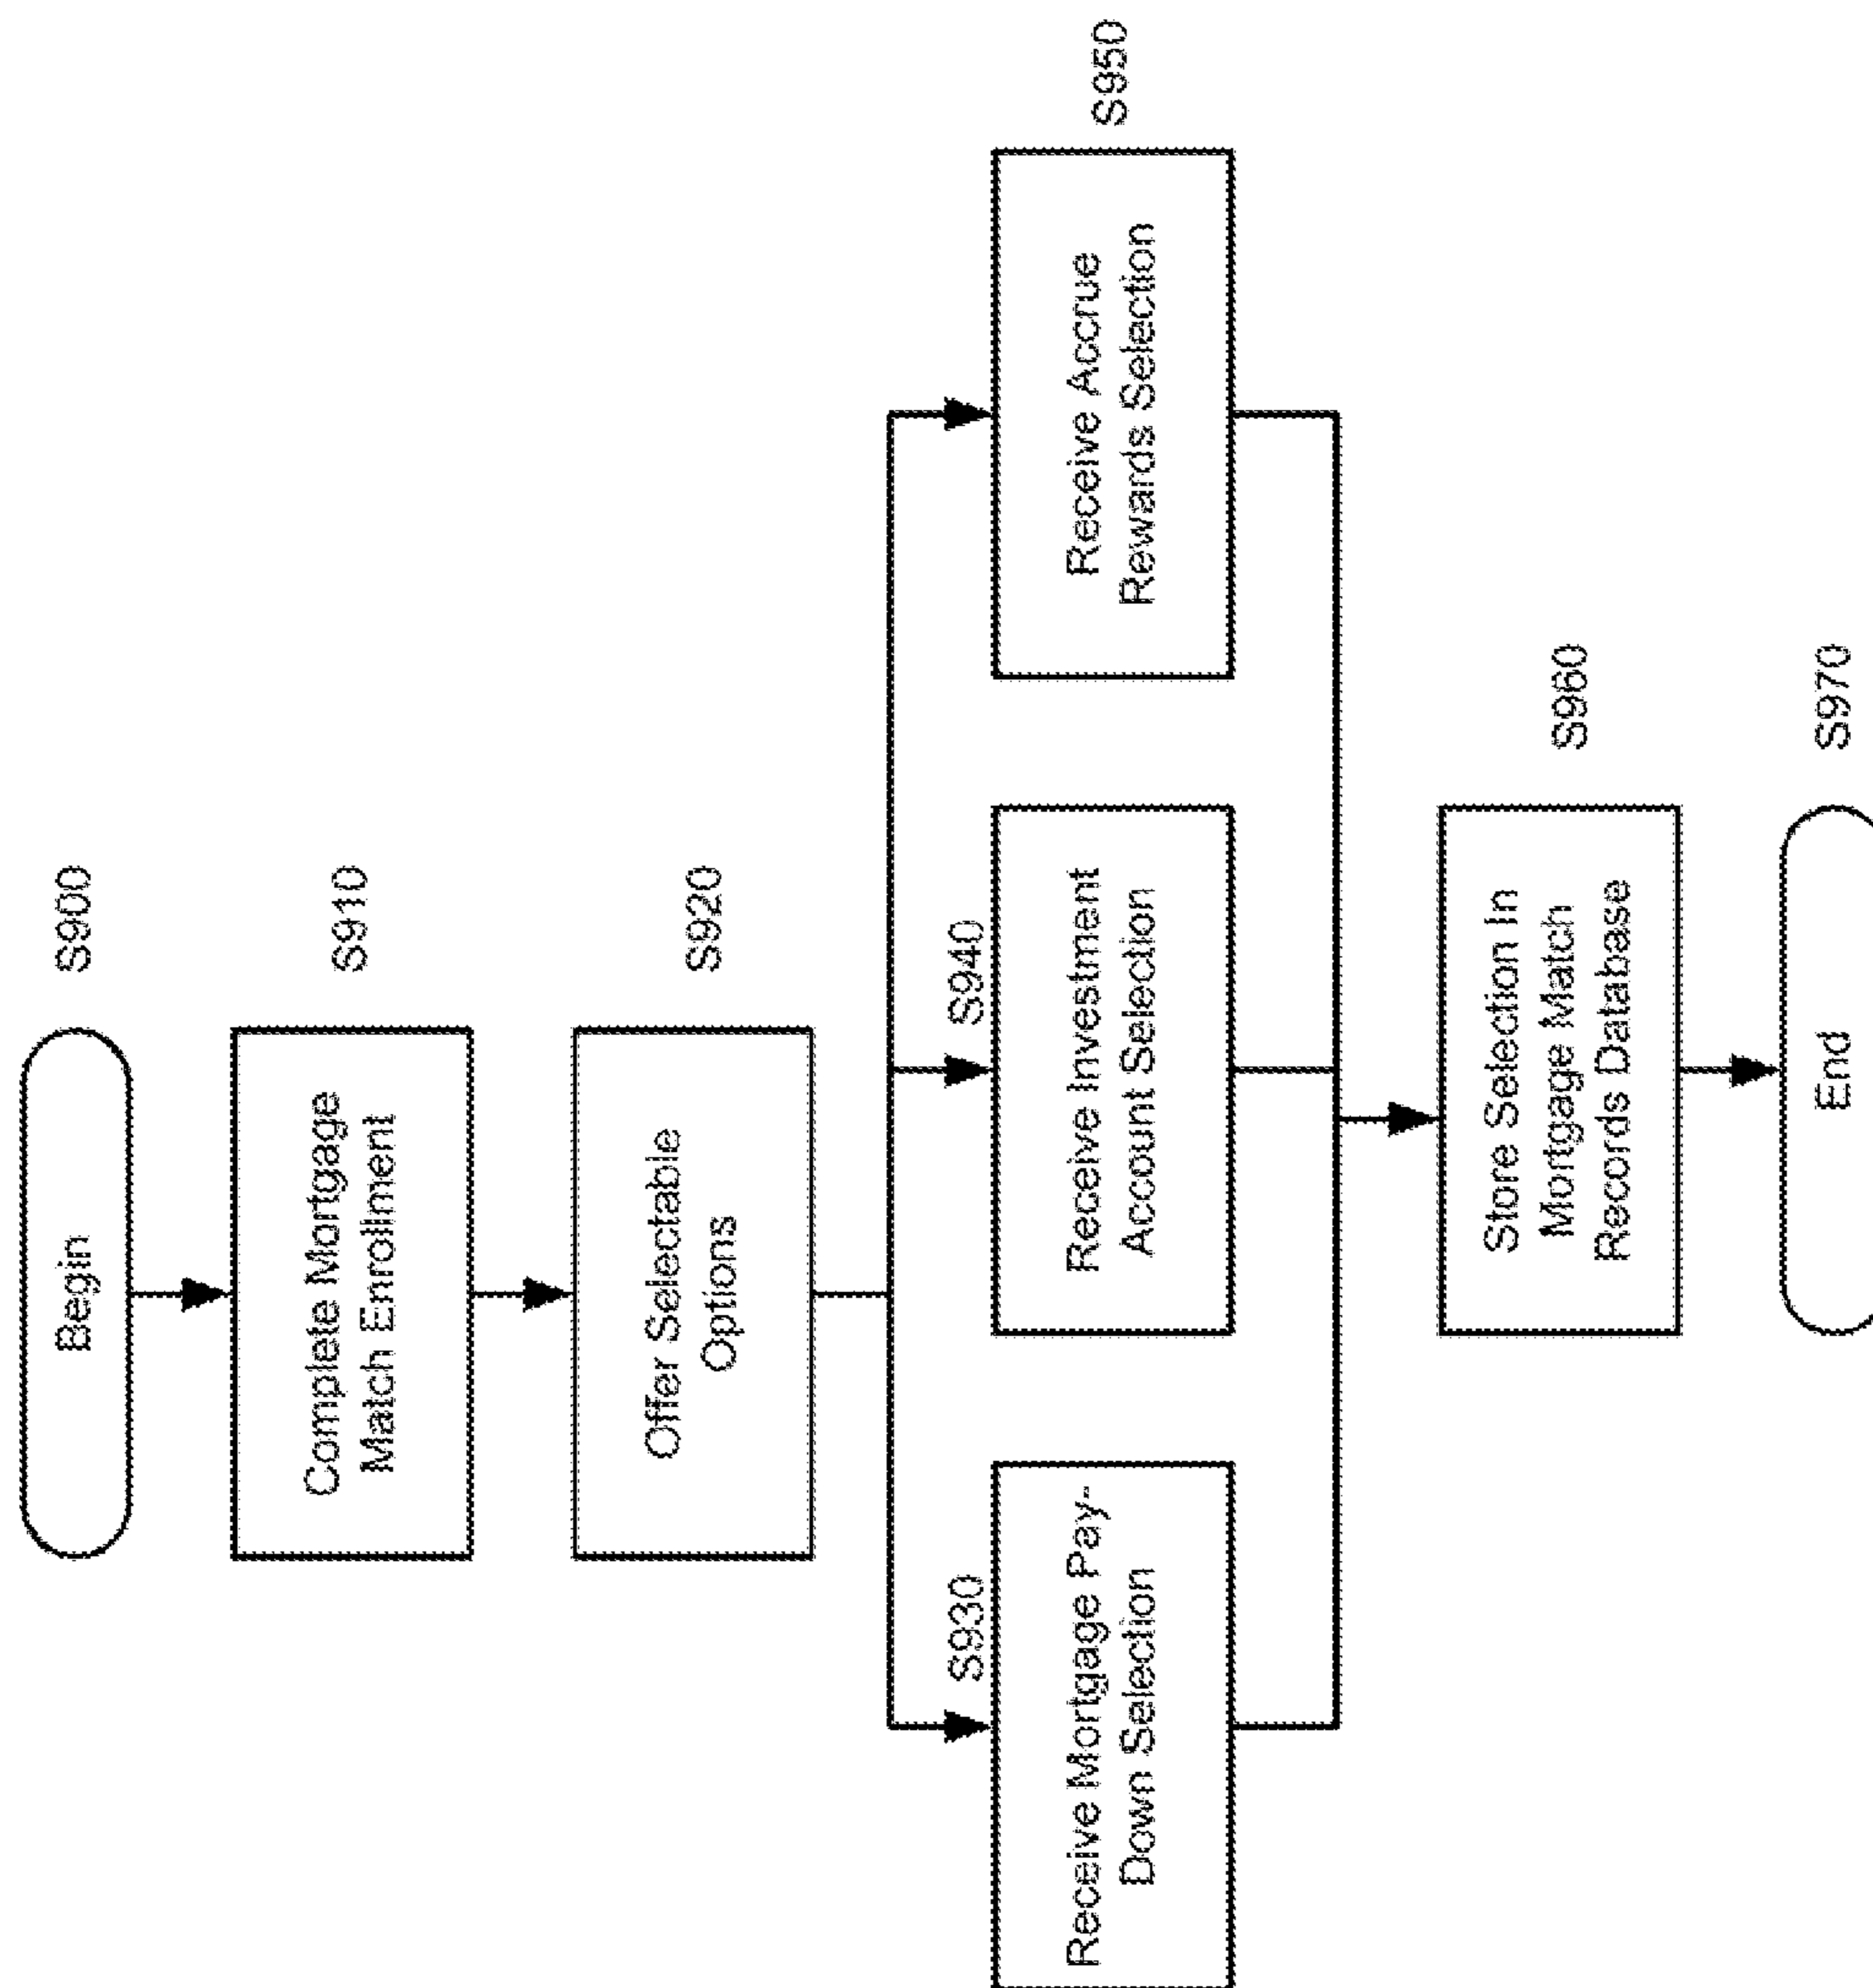 Begin
S900
Complete Mortgage
Match Enrollment
S910
Offer Selectable
Options
S920
S930
Receive Mortgage Pay-
Down Selection
S940
Receive Investment
Account Selection
Receive Accrue
Rewards Selection
S950
Store Selection In
Mortgage Match
Records Database
S960
End
S970